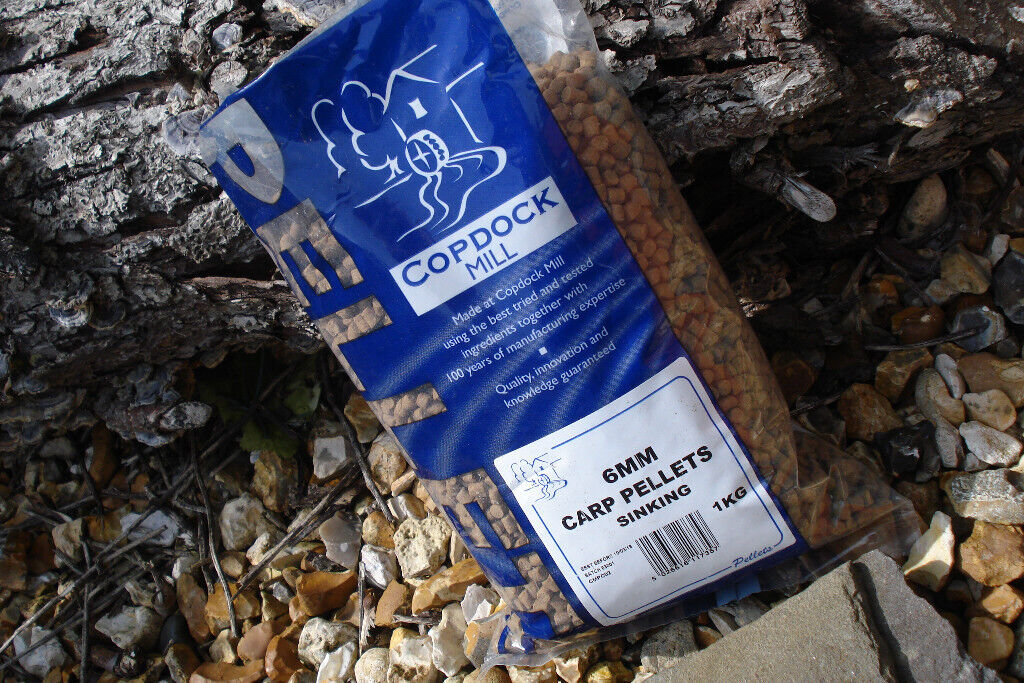 PELLETS
COPDOCK
MILL
Made at Copdock Mill
using the best tried and tested
ingredients together with
100 years of manufacturing expertise
Quality, innovation and
knowledge guaranteed
6MM
CARP PELLETS
SINKING
1KG
Pellets